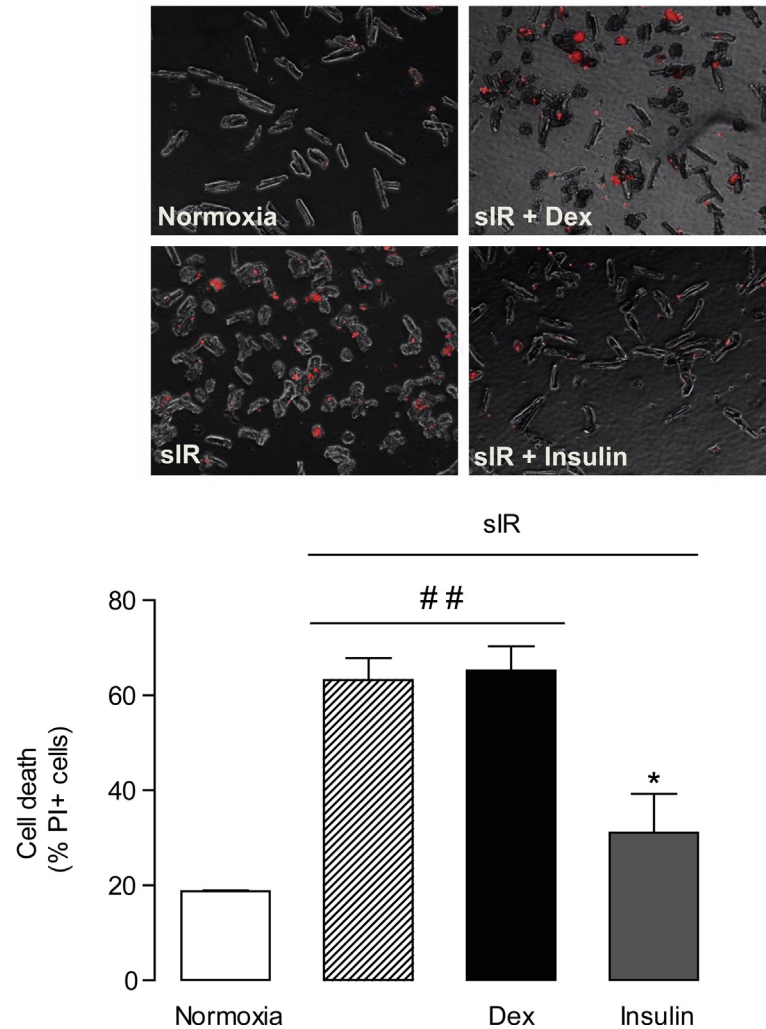 Normoxia
sIR + Dex
sIR
sIR + Insulin
sIR
##
80
60
40
20
0
Cell death
(% PI+ cells)
*
Normoxia
Dex
Insulin